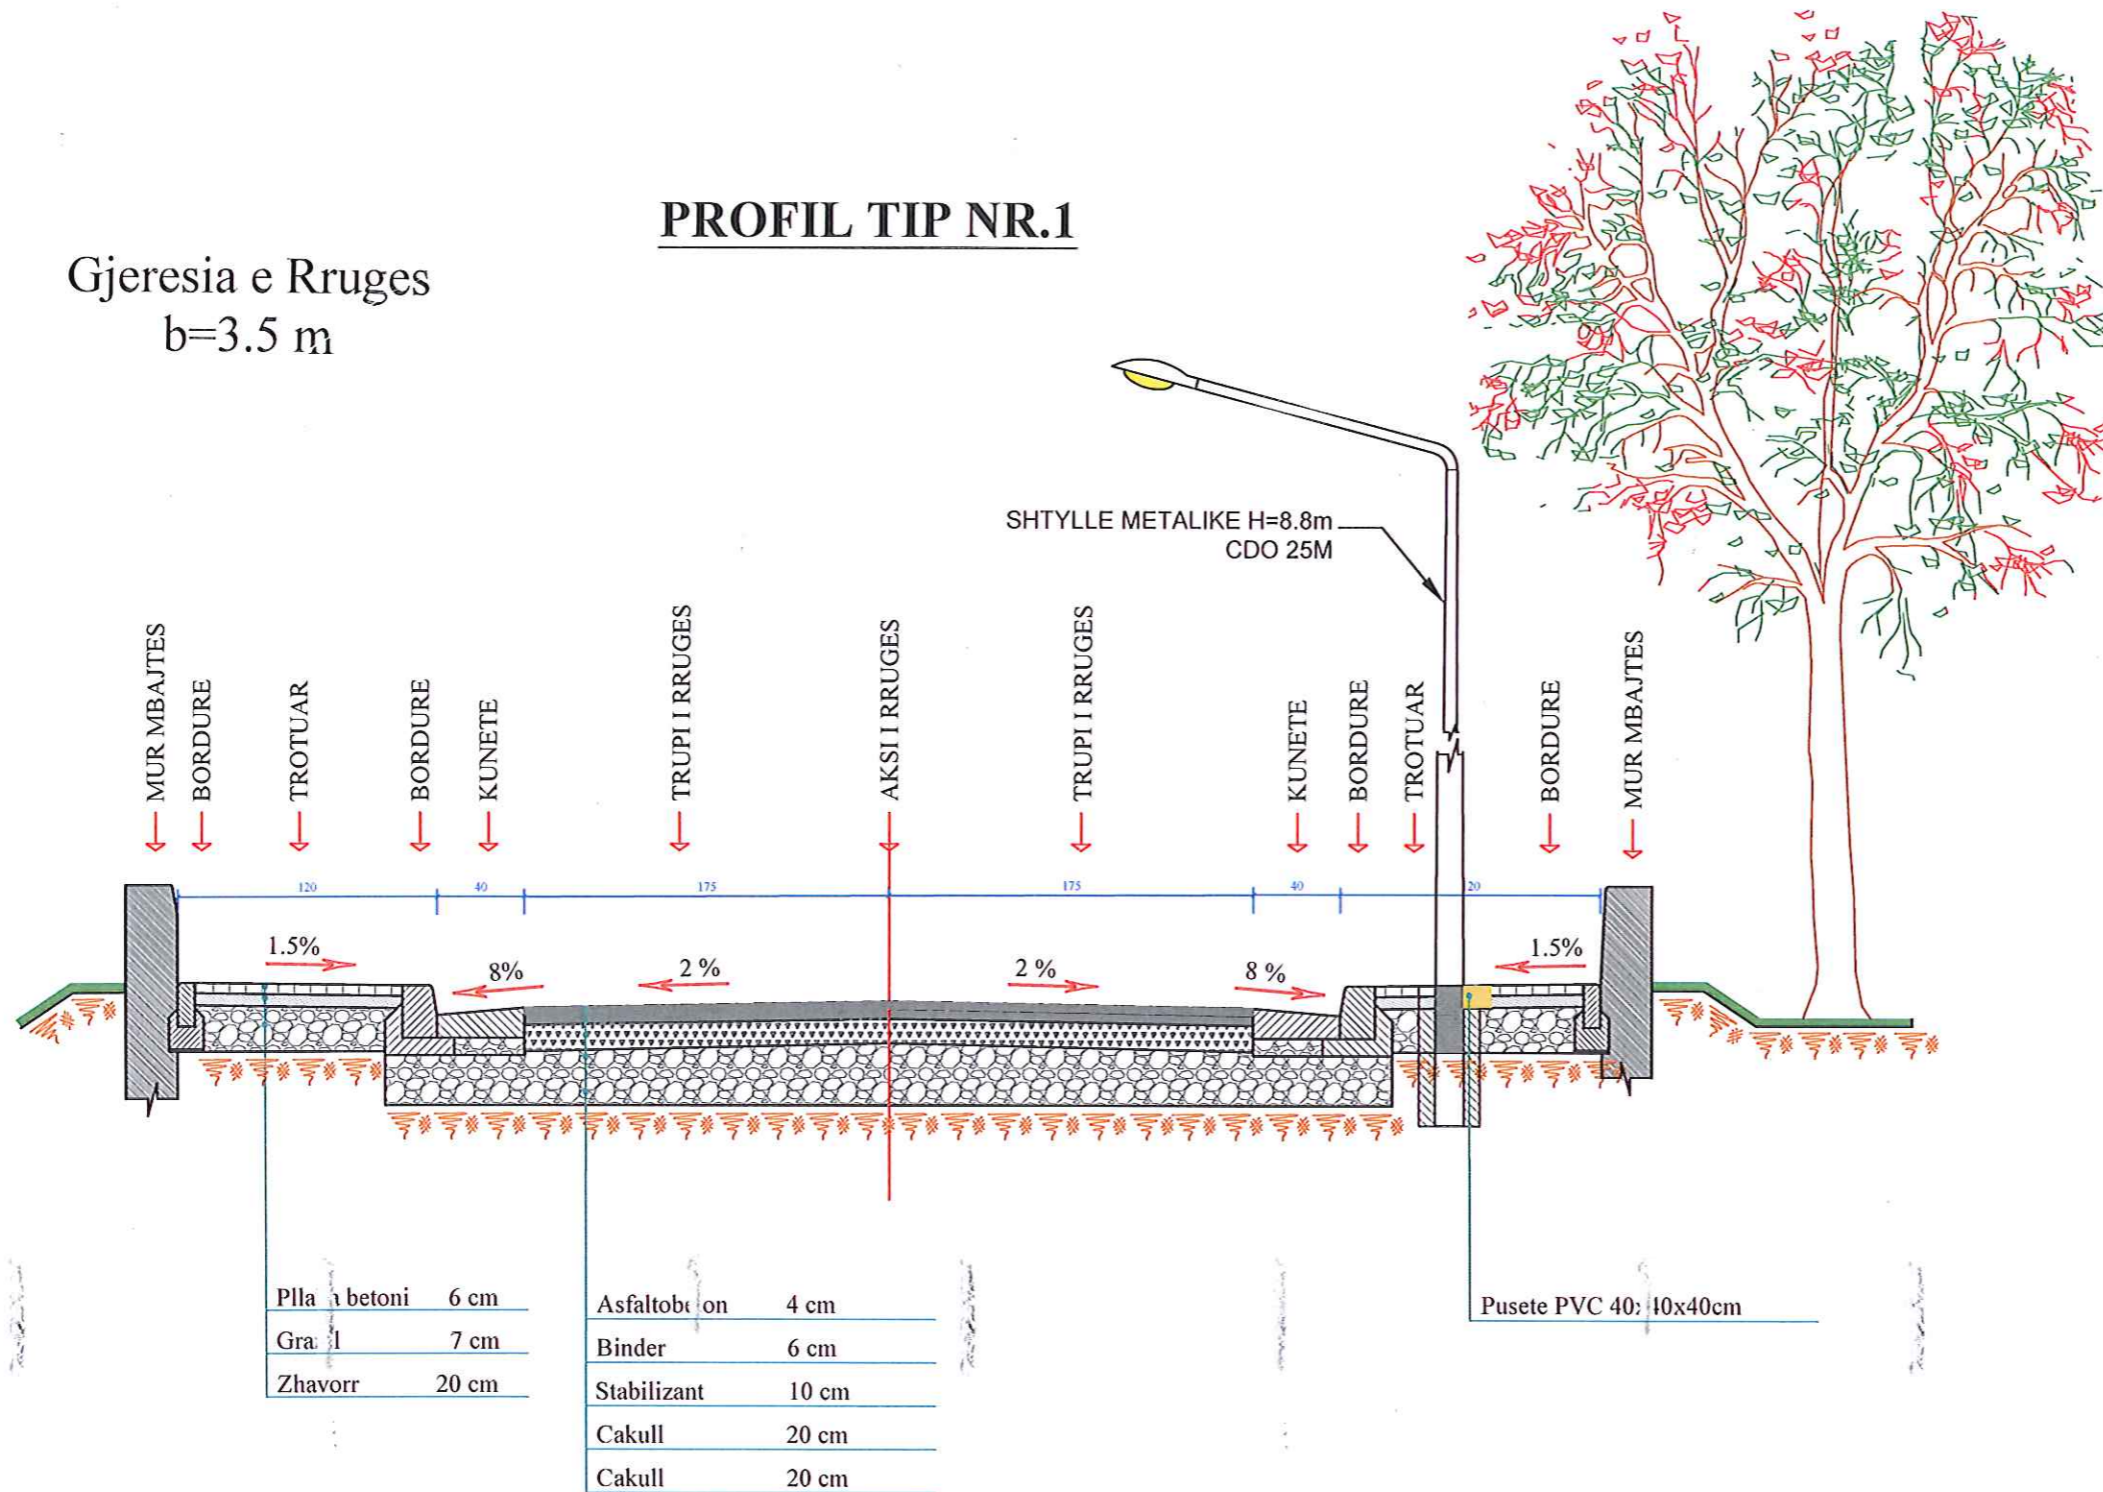 PROFIL TIP NR.1
Gjeresia e Rruges
b=3.5 m
SHTYLLE METALIKE H=8.8m
CDO 25M
MUR MBAJTES
BORDURE
TROTUAR
BORDURE
KUNETE
TRUPI I RRUGES
AKSI I RRUGES
TRUPI I RRUGES
KUNETE
BORDURE
TROTUAR
BORDURE
MUR MBAJTES
120 40 175 175 40 20
1.5% 8% 2 % 2 % 8 % 1.5%
betoni 6 cm
7 cm
Zhavorr 20 cm
4 cm
Binder 6 cm
Stabilizant 10 cm
Cakull 20 cm
Cakull 20 cm
Pusete PVC